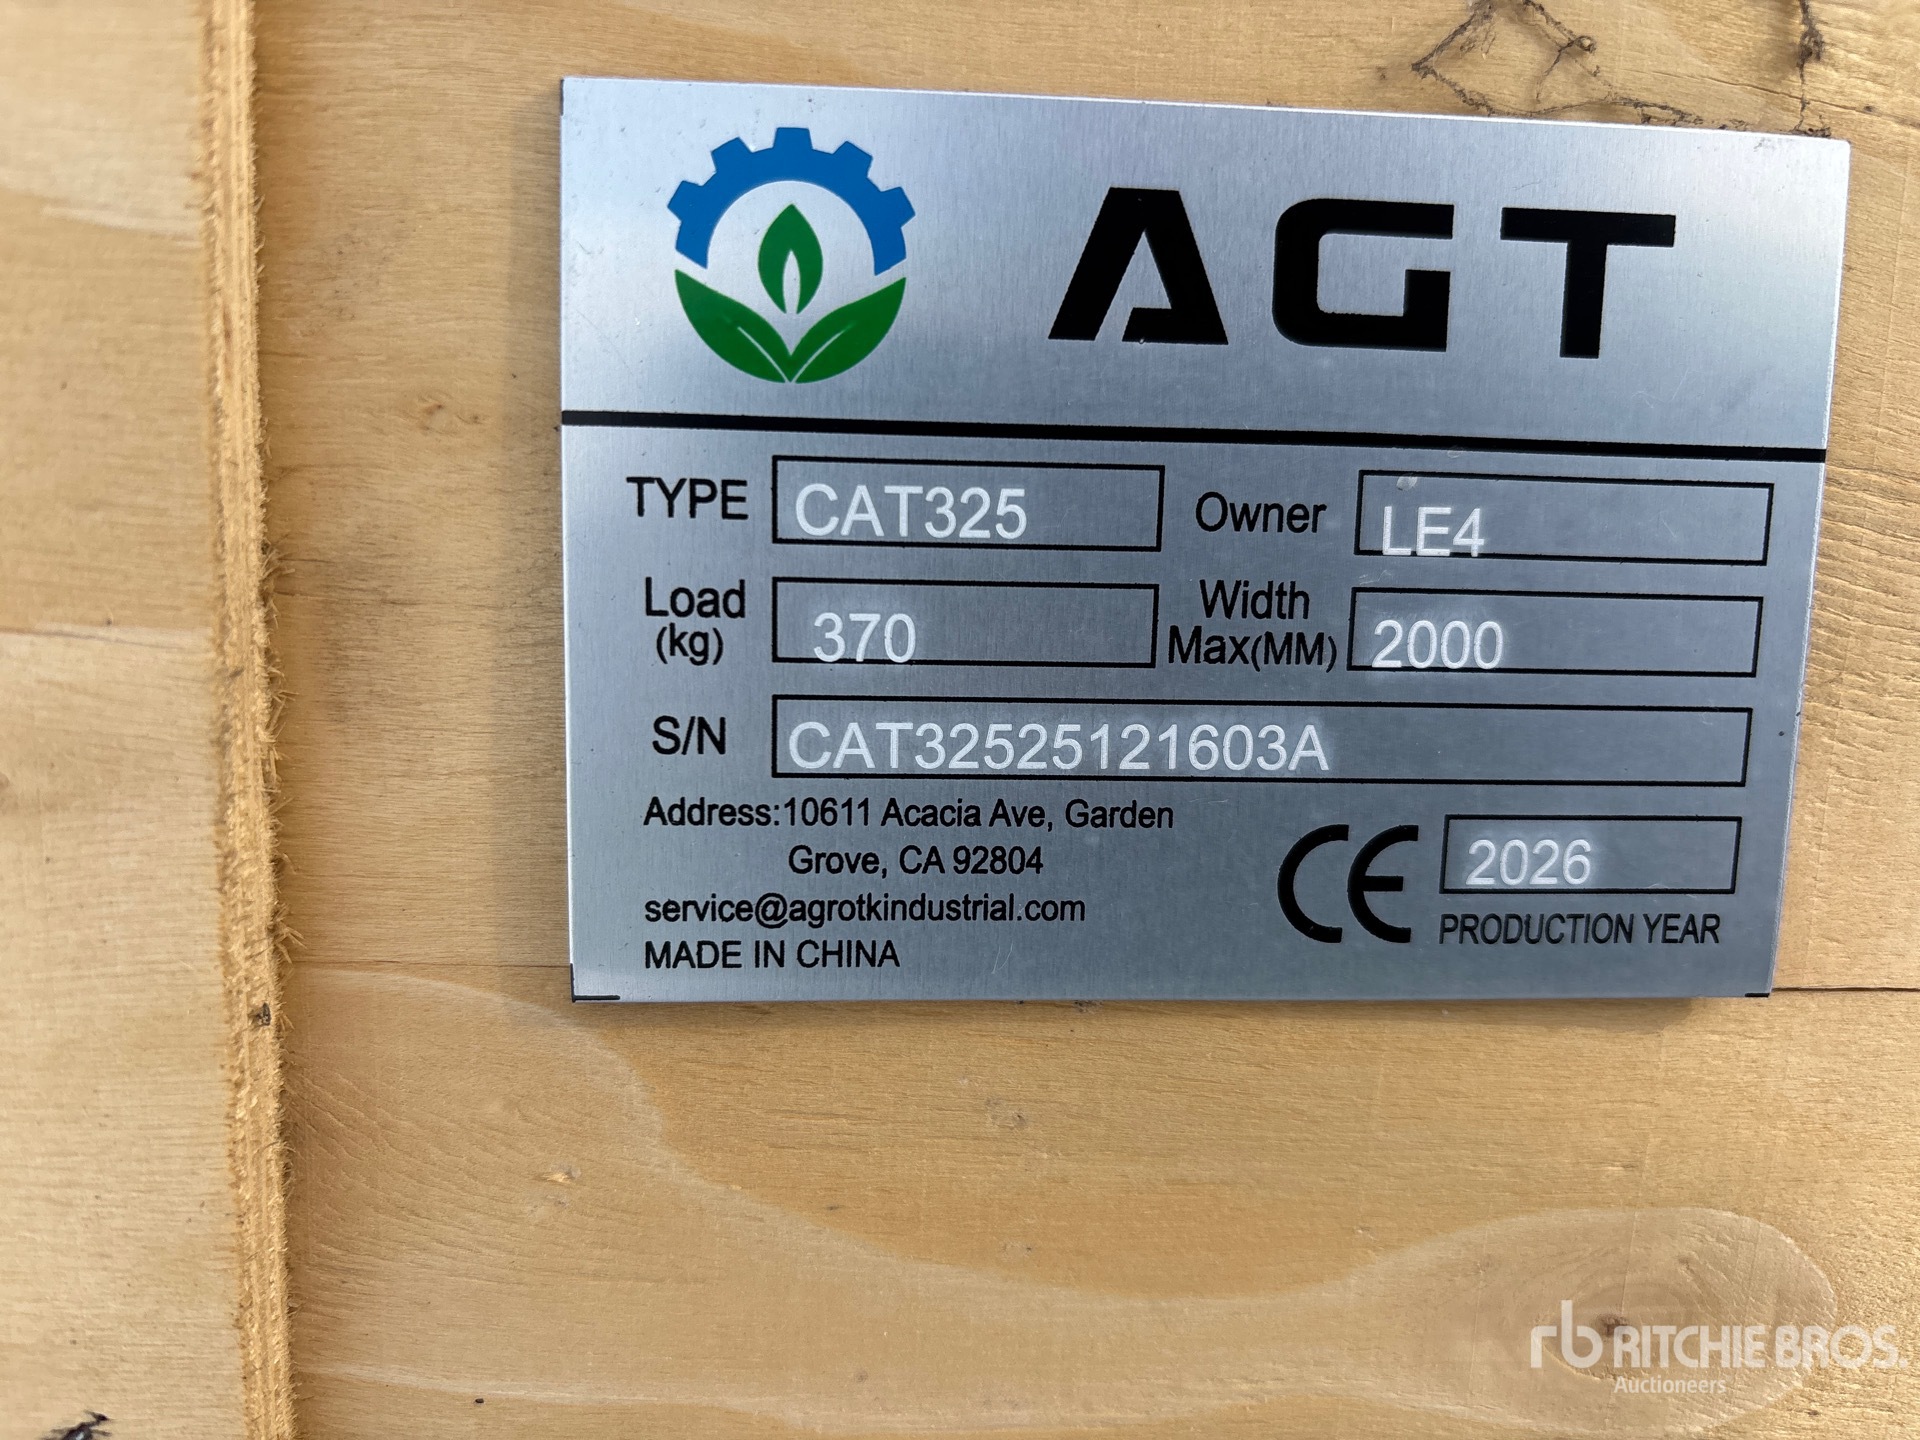 AGT
TYPE CAT325 Owner LE4
Load (kg) 370 Width Max(MM) 2000
S/N CAT32525121603A
Address:10611 Acacia Ave, Garden
Grove, CA 92804
service@agrotkindustrial.com
MADE IN CHINA
CE 2026
PRODUCTION YEAR
rb RITCHIE BROS.
Auctioneers